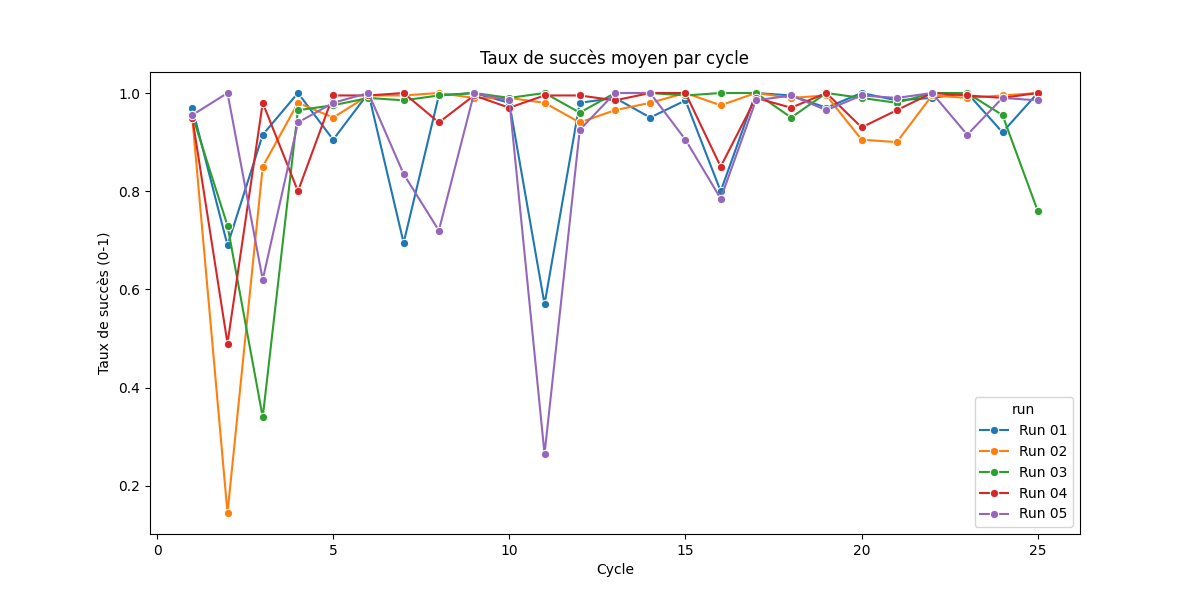 Taux de succès moyen par cycle
Taux de succès (0-1)
1.0
0.8
0.6
0.4
0.2
0
5
10
15
20
25
Cycle
run
Run 01
Run 02
Run 03
Run 04
Run 05